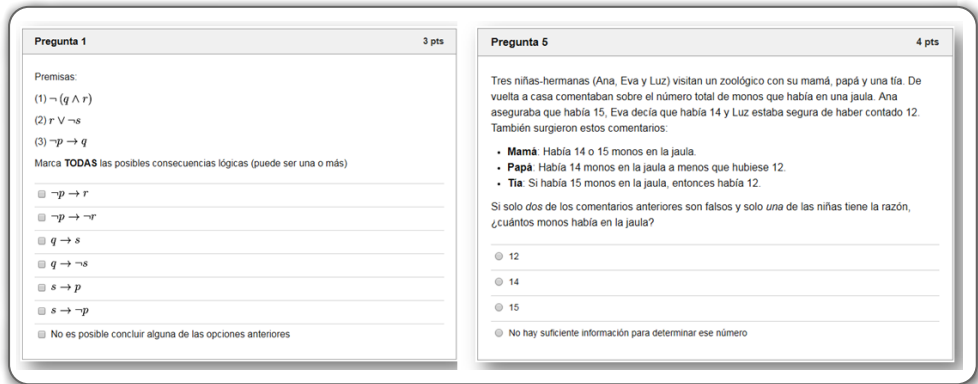 Pregunta 1 3 pts
Premisas:
(1) ¬ (q ∧ r)
(2) r ∨ ¬s
(3) ¬p → q
Marca TODAS las posibles consecuencias lógicas (puede ser una o más)
¬p → r
¬p → ¬r
q → s
q → ¬s
s → p
s → ¬p
No es posible concluir alguna de las opciones anteriores
Pregunta 5 4 pts
Tres niñas-hermanas (Ana, Eva y Luz) visitan un zoológico con su mamá, papá y una tía. De
vuelta a casa comentaban sobre el número total de monos que había en una jaula. Ana
aseguraba que había 15, Eva decía que había 14 y Luz estaba segura de haber contado 12.
También surgieron estos comentarios:
• Mamá: Había 14 o 15 monos en la jaula.
• Papá: Había 14 monos en la jaula a menos que hubiese 12.
• Tía: Si había 15 monos en la jaula, entonces había 12.
Si solo dos de los comentarios anteriores son falsos y solo una de las niñas tiene la razón,
¿cuántos monos había en la jaula?
12
14
15
No hay suficiente información para determinar ese número